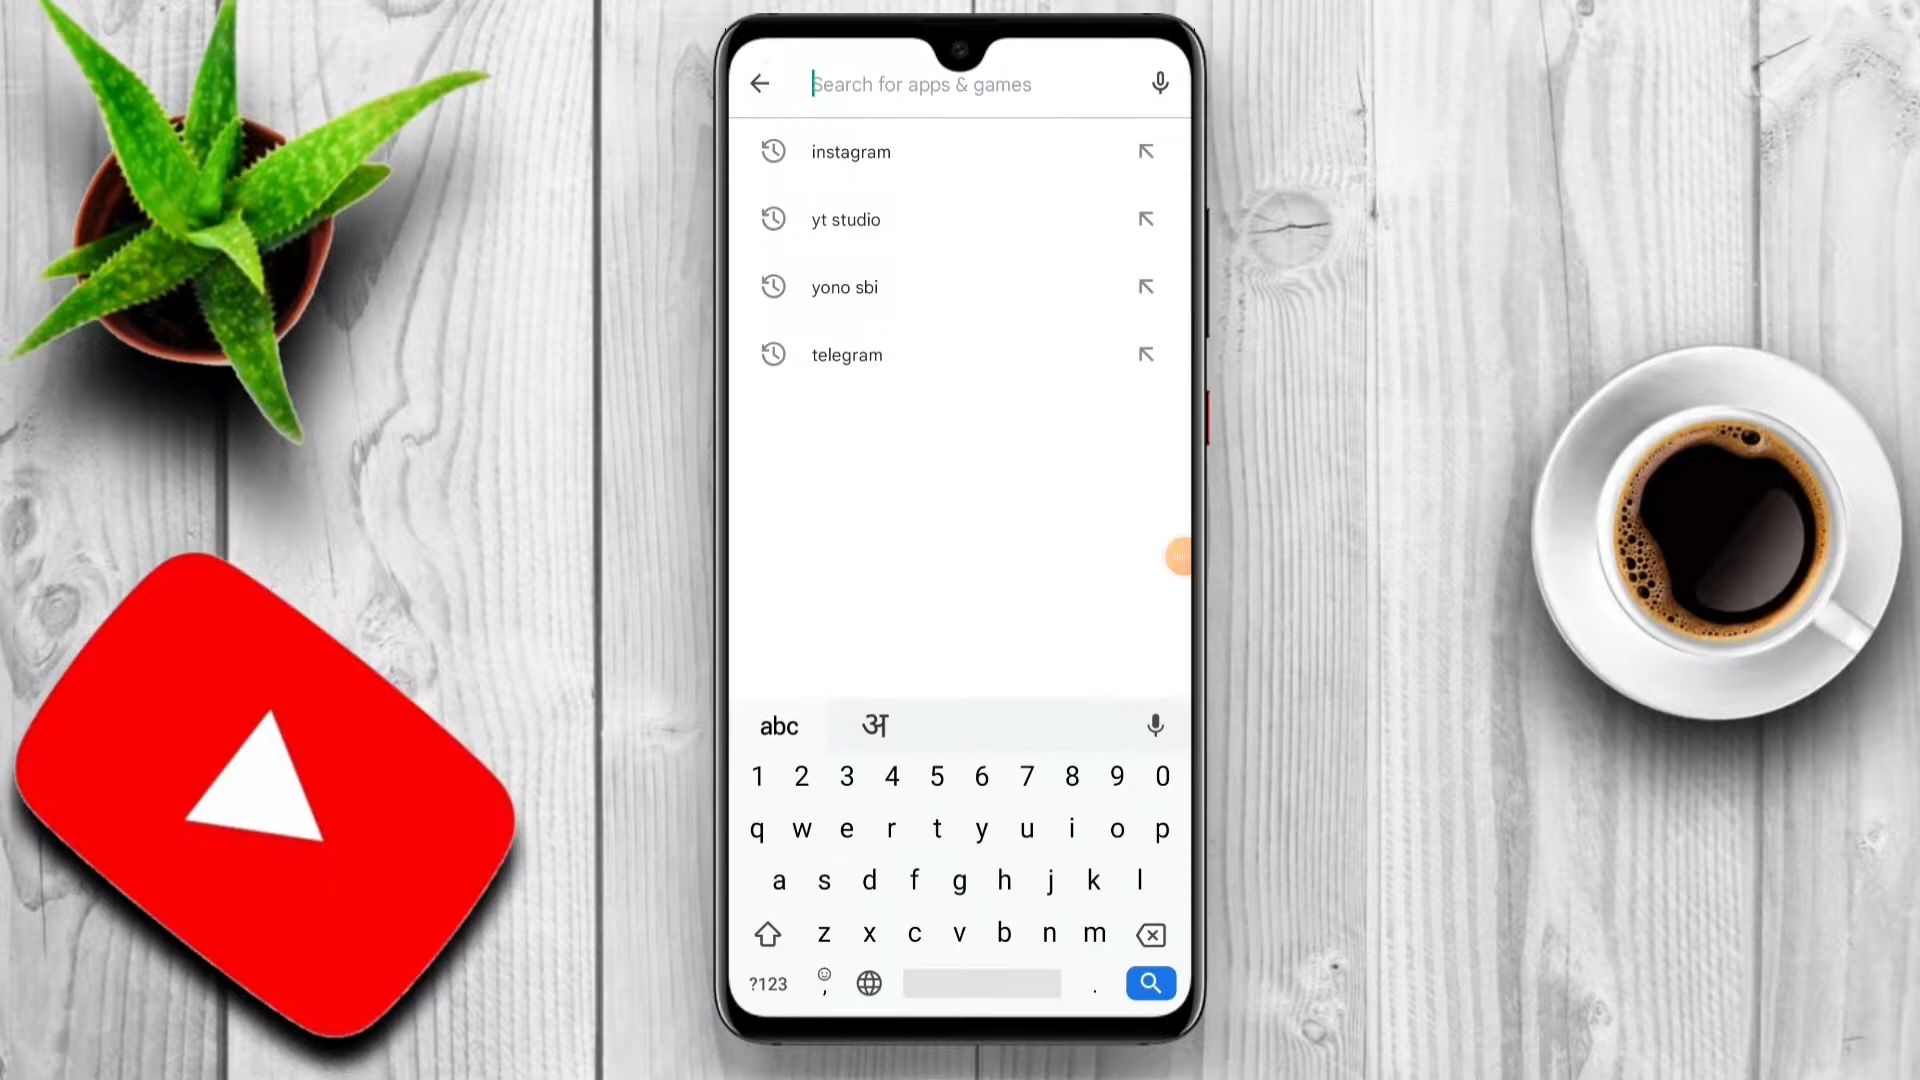 Search for apps & games
instagram
yt studio
yono sbi
telegram
abc अ
1 2 3 4 5 6 7 8 9 0
q w e r t y u i o p
a s d f g h j k l
z x c v b n m
?123 , .